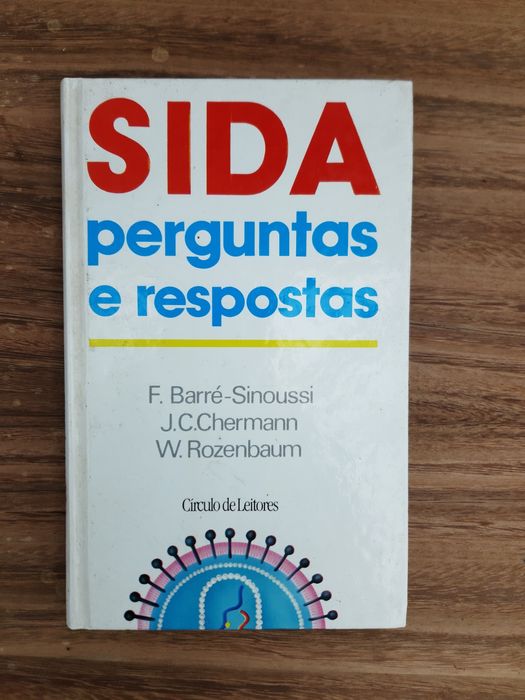 SIDA
perguntas
e respostas
F. Barré-Sinoussi
J.C.Chermann
W. Rozenbaum
Círculo de Leitores